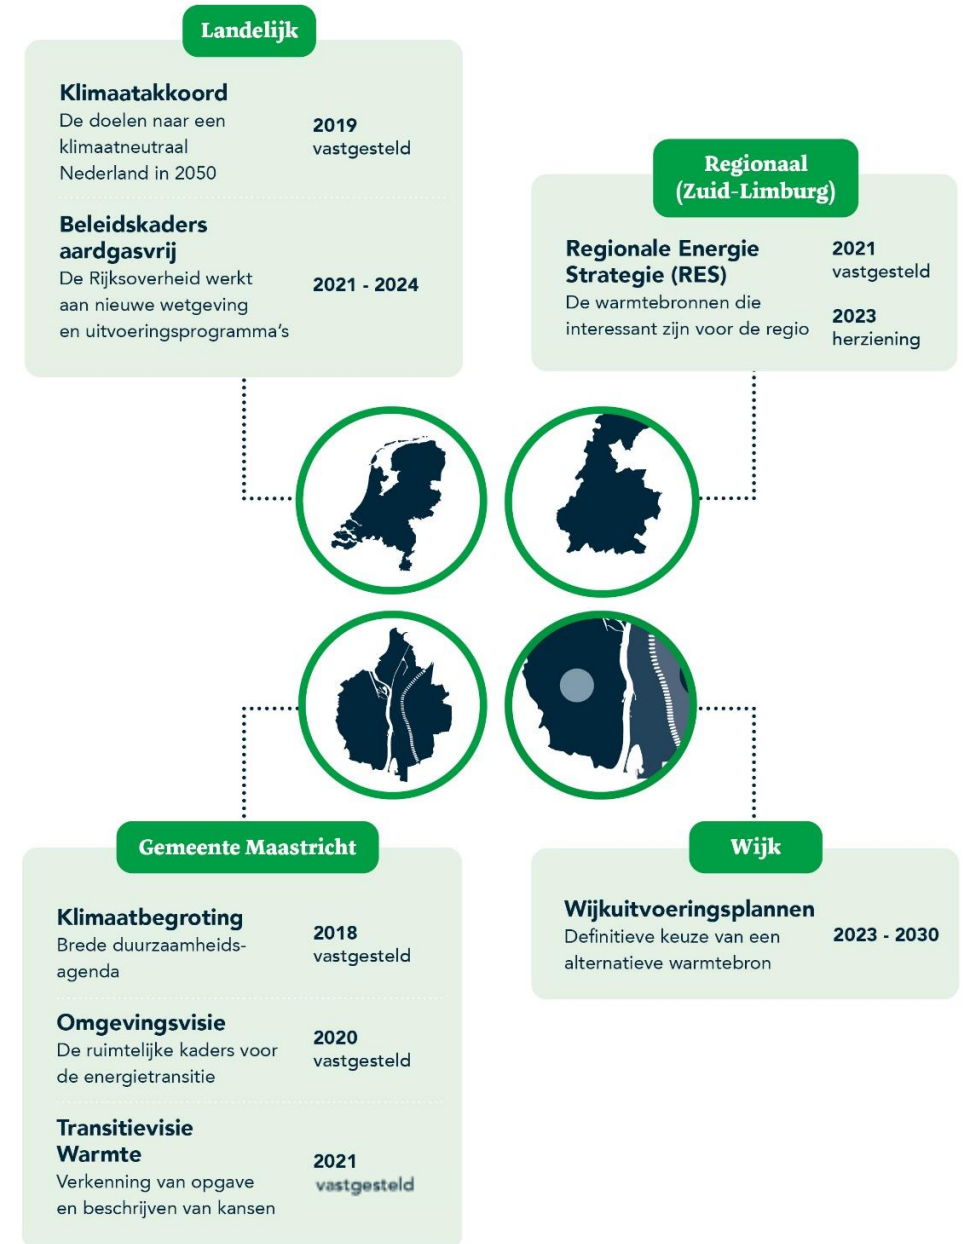 Landelijk
Klimaatakkoord
De doelen naar een
klimaatneutraal
Nederland in 2050
2019
vastgesteld
Beleidskaders
aardgasvrij
De Rijksoverheid werkt
aan nieuwe wetgeving
en uitvoeringsprogramma's
2021 - 2024
Regionaal
(Zuid-Limburg)
Regionale Energie
Strategie (RES)
De warmtebronnen die
interessant zijn voor de regio
2021
vastgesteld
2023
herziening
Gemeente Maastricht
Klimaatbegroting
Brede duurzaamheids-
agenda
2018
vastgesteld
Omgevingsvisie
De ruimtelijke kaders voor
de energietransitie
2020
vastgesteld
Transitievisie
Warmte
Verkenning van opgave
en beschrijven van kansen
2021
vastgesteld
Wijk
Wijkuitvoeringsplannen
Definitieve keuze van een
alternatieve warmtebron
2023 - 2030